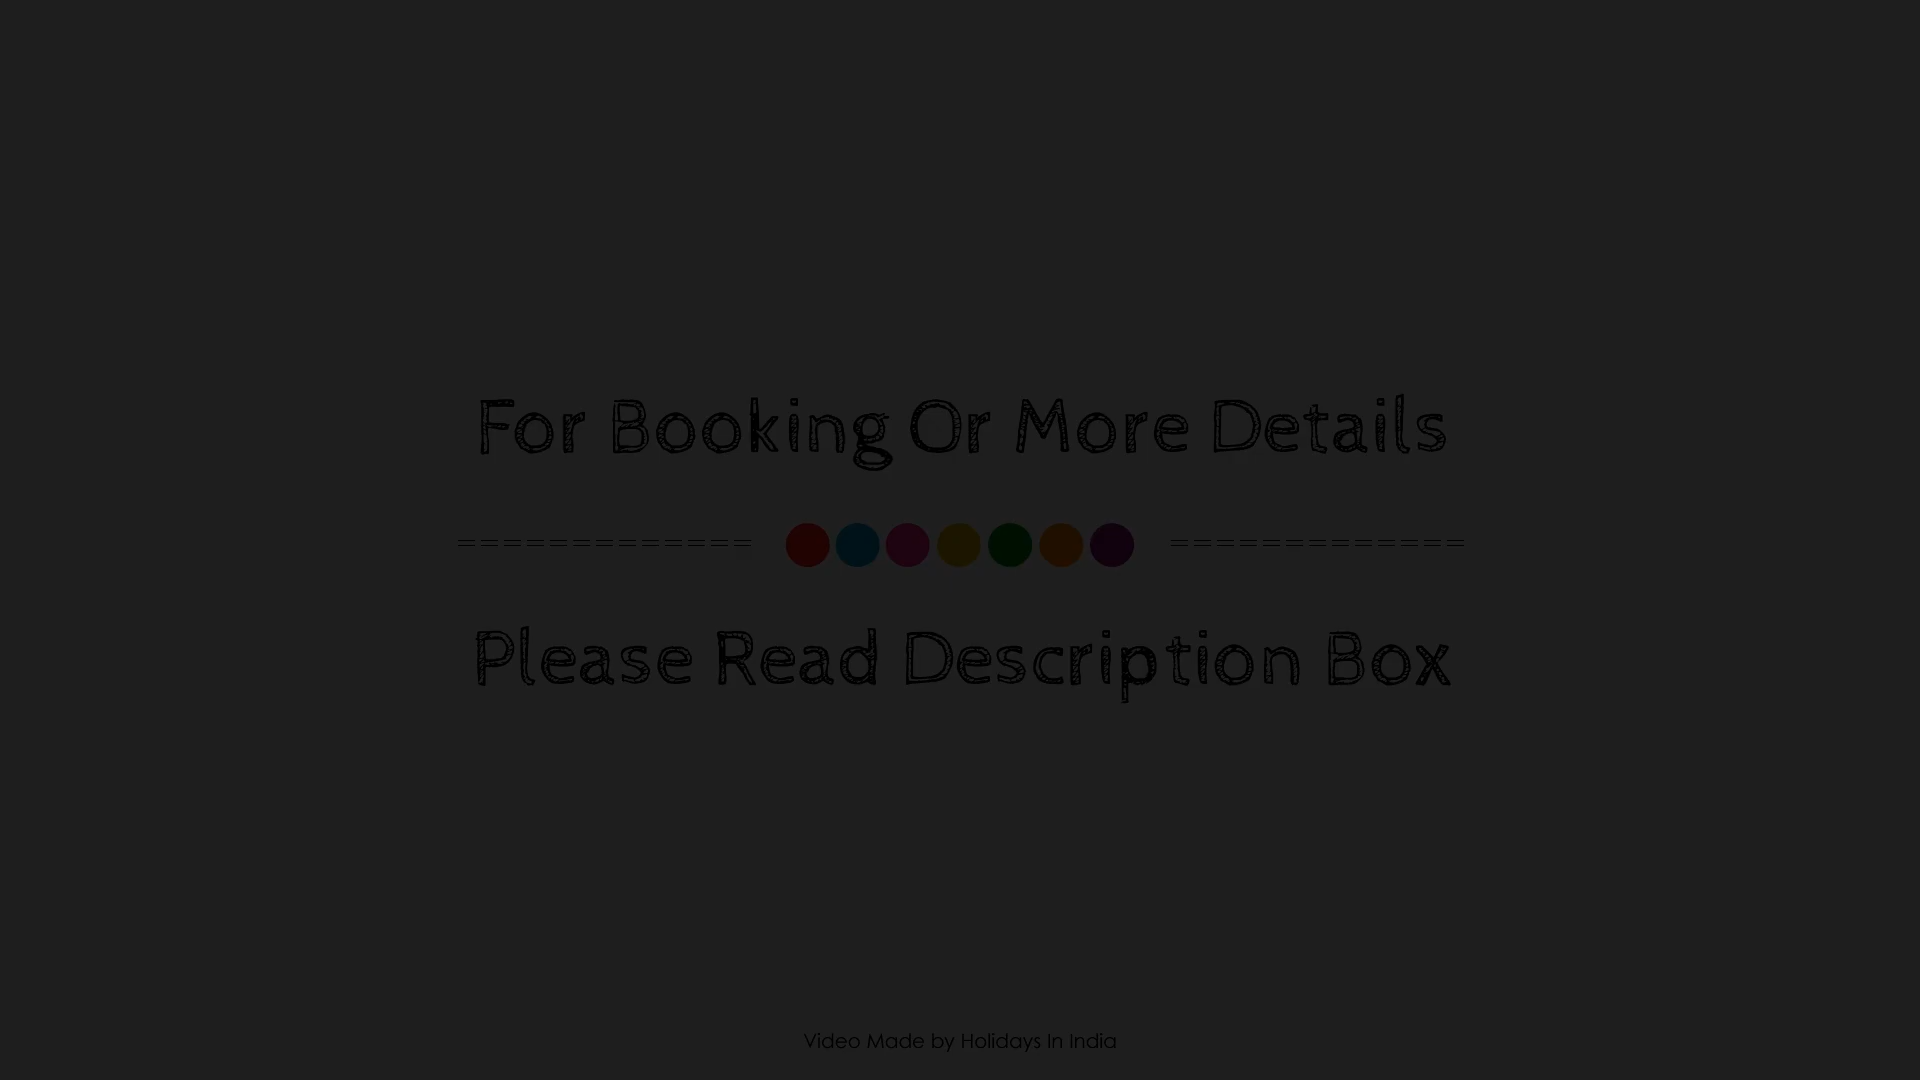 For Booking Or More Details
============= =============
Please Read Description Box
Video Made by Holidays In India